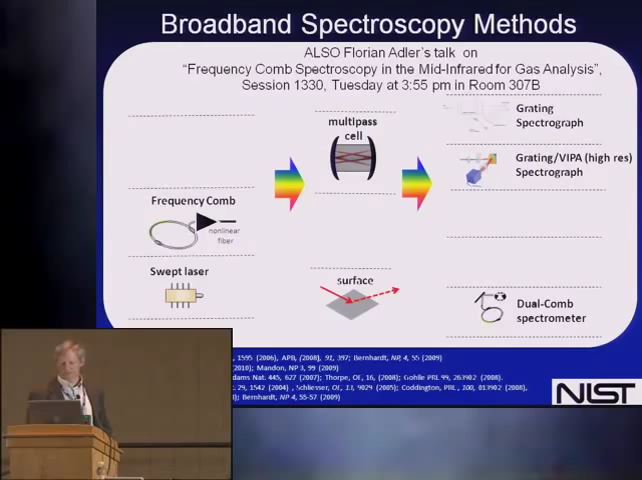 Broadband Spectroscopy Methods
ALSO Florian Adler's talk on
"Frequency Comb Spectroscopy in the Mid-Infrared for Gas Analysis",
Session 1330, Tuesday at 3:55 pm in Room 307B
multipass
cell
Grating
Spectrograph
Grating/VIPA (high res)
Spectrograph
Frequency Comb
nonlinear
fiber
Swept laser
surface
Dual-Comb
spectrometer
, 1595 (2006), APB, (2008), 91, 397; Bernhardt, NP, 4, 55 (2009)
(2010); Mandon, NP 3, 99 (2009)
dams Nat. 445, 627 (2007); Thorpe, OE, 16, (2008); Gohle PRL 99, 263902 (2008).
29, 1542 (2004) , Schliesser, OE, 13, 9029 (2005); Coddington, PRL, 100, 013902 (2008),
); Bernhardt, NP 4, 55-57 (2009)
NIST